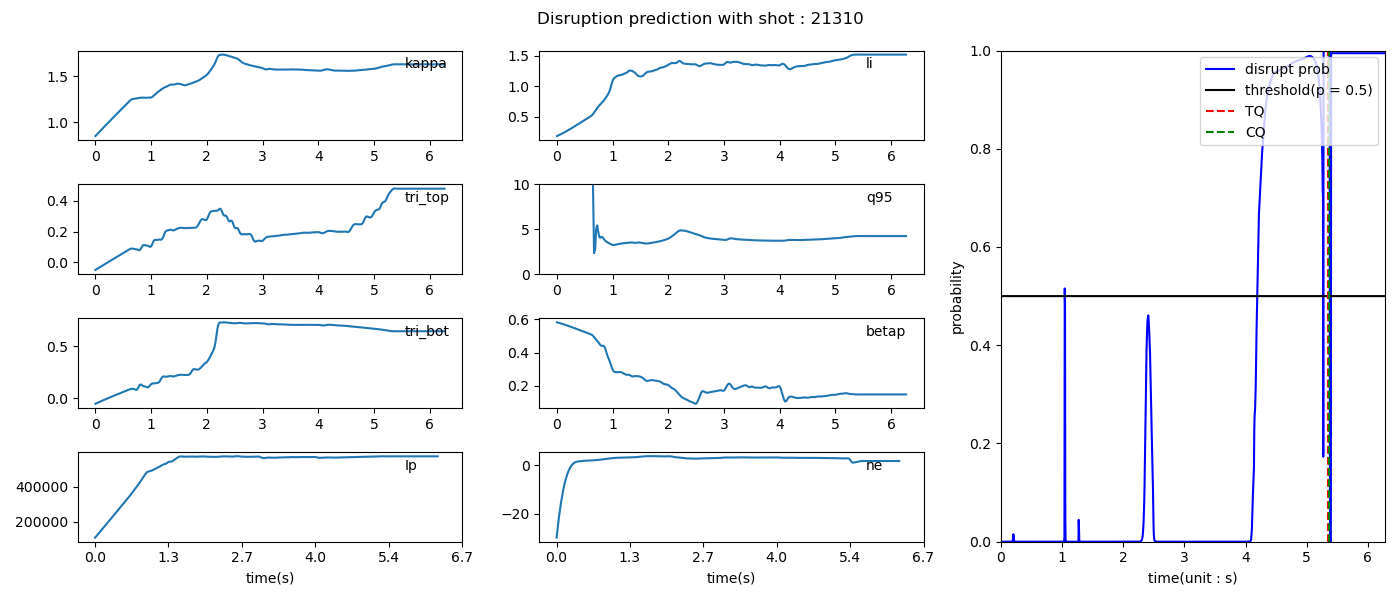 Disruption prediction with shot : 21310
kappa
1.5
1.0
0 1 2 3 4 5 6
li
1.5
1.0
0.5
0 1 2 3 4 5 6
tri_top
0.4
0.2
0.0
0 1 2 3 4 5 6
q95
10
5
0
0 1 2 3 4 5 6
tri_bot
0.5
0.0
0 1 2 3 4 5 6
betap
0.6
0.4
0.2
0 1 2 3 4 5 6
Ip
400000
200000
0.0 1.3 2.7 4.0 5.4 6.7
time(s)
ne
0
−20
0.0 1.3 2.7 4.0 5.4 6.7
time(s)
disrupt prob
threshold(p = 0.5)
TQ
CQ
probability
1.0
0.8
0.6
0.4
0.2
0.0
0 1 2 3 4 5 6
time(unit : s)